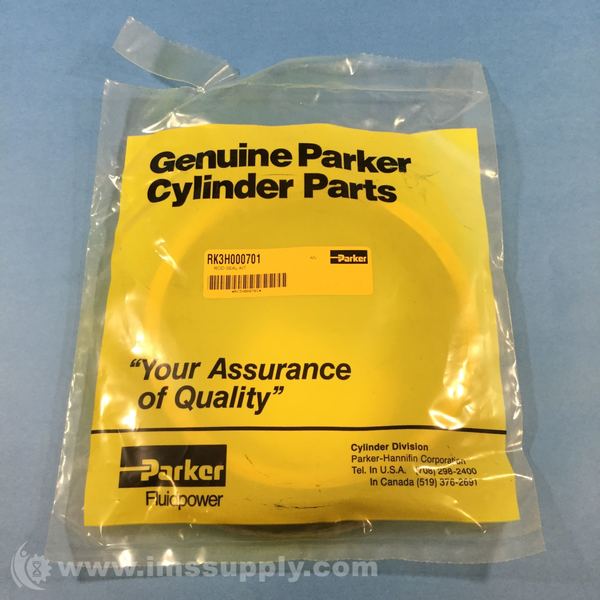 Genuine Parker
Cylinder Parts
RK3H000701
ROD SEAL KIT
Parker
*RK3H000701*
"Your Assurance
of Quality"
Parker
Fluidpower
Cylinder Division
Parker-Hannifin Corporation
Tel. In U.S.A. (708) 298-2400
In Canada (519) 376-2691
www.imssupply.com